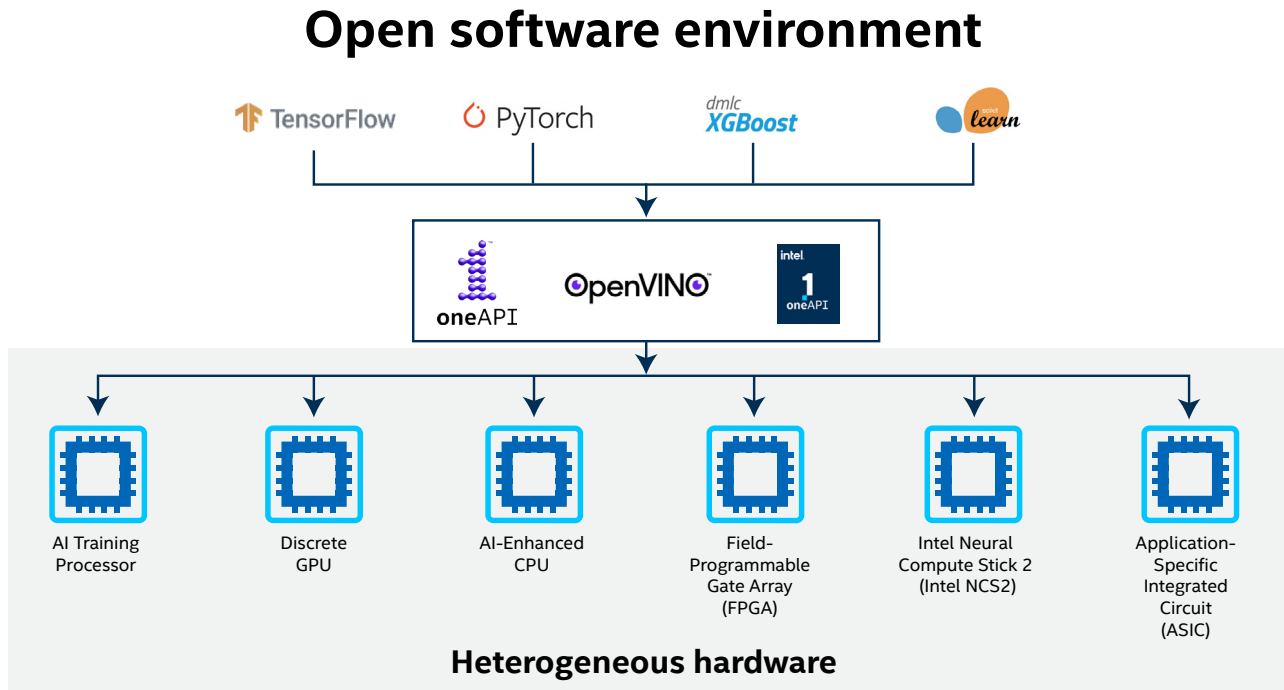 Open software environment
TensorFlow
PyTorch
dmlc
XGBoost
scikit
learn
oneAPI
OpenVINO™
intel.
1
oneAPI
AI Training
Processor
Discrete
GPU
AI-Enhanced
CPU
Field-
Programmable
Gate Array
(FPGA)
Intel Neural
Compute Stick 2
(Intel NCS2)
Application-
Specific
Integrated
Circuit
(ASIC)
Heterogeneous hardware